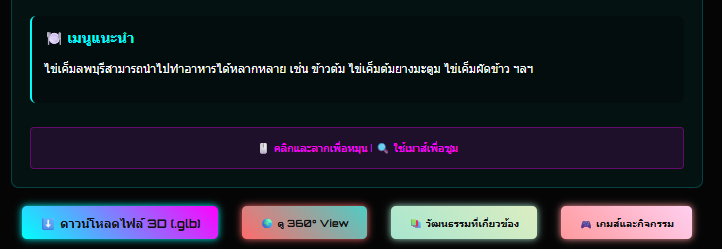 🍽️ เมนูแนะนำ
ไข่เค็มลพบุรีสามารถนำไปทำอาหารได้หลากหลาย เช่น ข้าวต้ม ไข่เค็มต้มยางมะตูม ไข่เค็มผัดข้าว ฯลฯ
🖱️ คลิกและลากเพื่อหมุน | 🔍 ใช้เมาส์เพื่อซูม
⬇️ ดาวน์โหลดไฟล์ 3D (.glb)
🌍 ดู 360° View
📚 วัฒนธรรมที่เกี่ยวข้อง
🎮 เกมส์และกิจกรรม